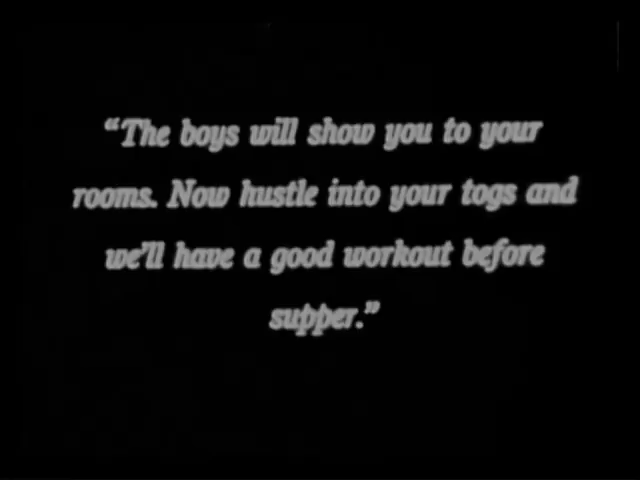 “The boys will show you to your
rooms. Now hustle into your togs and
we’ll have a good workout before
supper.”